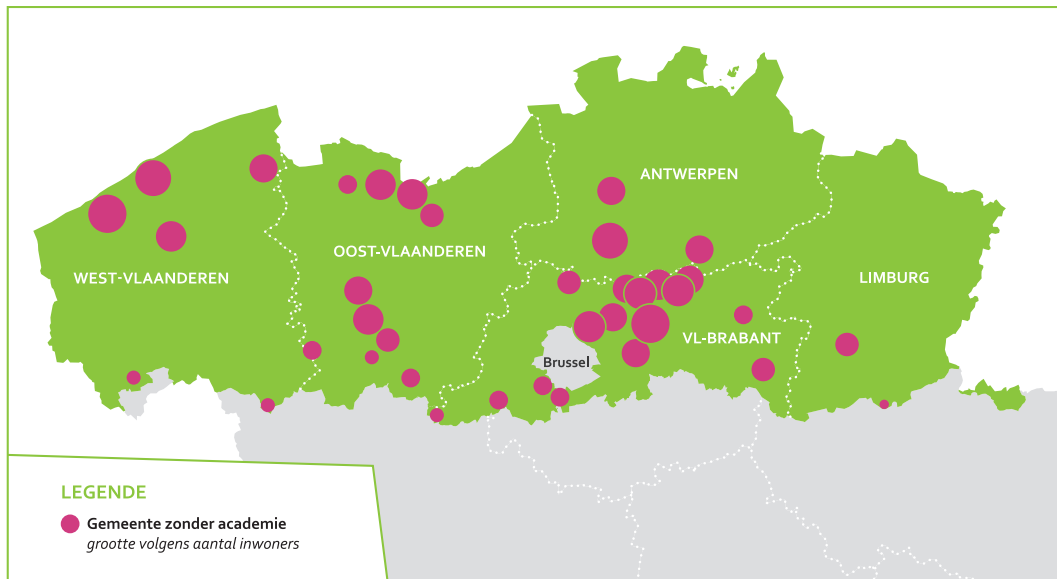 ANTWERPEN
OOST-VLAANDEREN
WEST-VLAANDEREN
LIMBURG
VL-BRABANT
Brussel
LEGENDE
Gemeente zonder academie
grootte volgens aantal inwoners